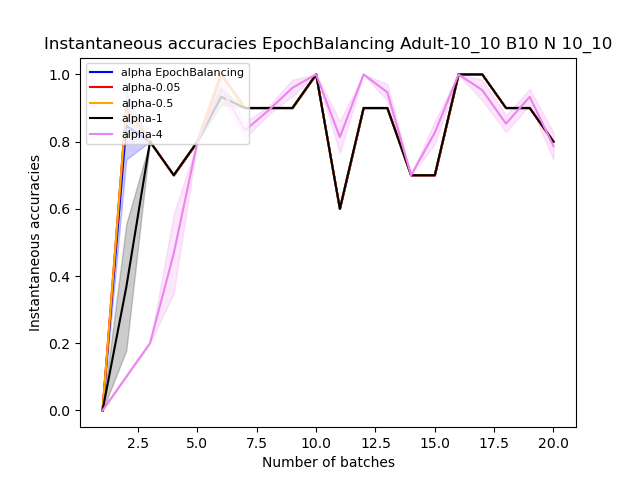 Instantaneous accuracies EpochBalancing Adult-10_10 B10 N 10_10
alpha EpochBalancing
alpha-0.05
alpha-0.5
alpha-1
alpha-4
1.0
0.8
0.6
0.4
0.2
0.0
Instantaneous accuracies
2.5 5.0 7.5 10.0 12.5 15.0 17.5 20.0
Number of batches